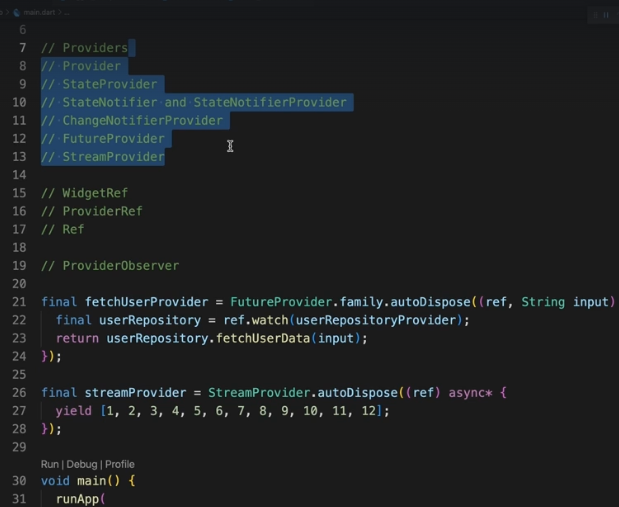 main.dart > ...
6
7 // Providers
8 // Provider
9 // StateProvider
10 // StateNotifier and StateNotifierProvider
11 // ChangeNotifierProvider
12 // FutureProvider
13 // StreamProvider
14
15 // WidgetRef
16 // ProviderRef
17 // Ref
18
19 // ProviderObserver
20
21 final fetchUserProvider = FutureProvider.family.autoDispose((ref, String input)
22 final userRepository = ref.watch(userRepositoryProvider);
23 return userRepository.fetchUserData(input);
24 });
25
26 final streamProvider = StreamProvider.autoDispose((ref) async* {
27 yield [1, 2, 3, 4, 5, 6, 7, 8, 9, 10, 11, 12];
28 });
29
Run | Debug | Profile
30 void main() {
31 runApp(